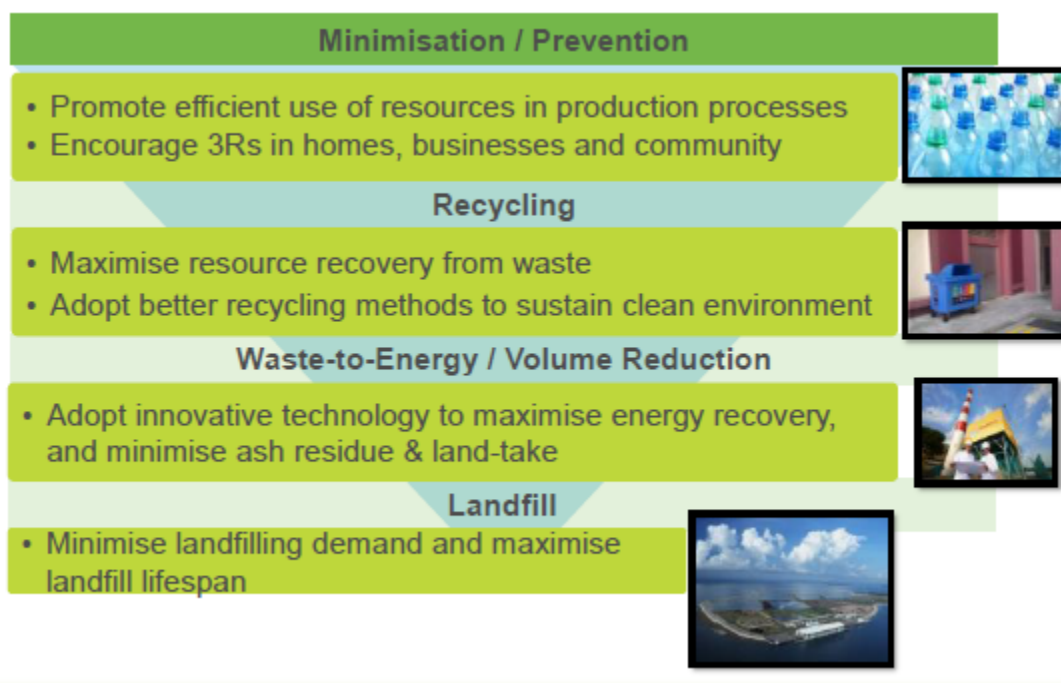 Minimisation / Prevention
• Promote efficient use of resources in production processes
• Encourage 3Rs in homes, businesses and community
Recycling
• Maximise resource recovery from waste
• Adopt better recycling methods to sustain clean environment
Waste-to-Energy / Volume Reduction
• Adopt innovative technology to maximise energy recovery,
and minimise ash residue & land-take
Landfill
• Minimise landfilling demand and maximise
landfill lifespan